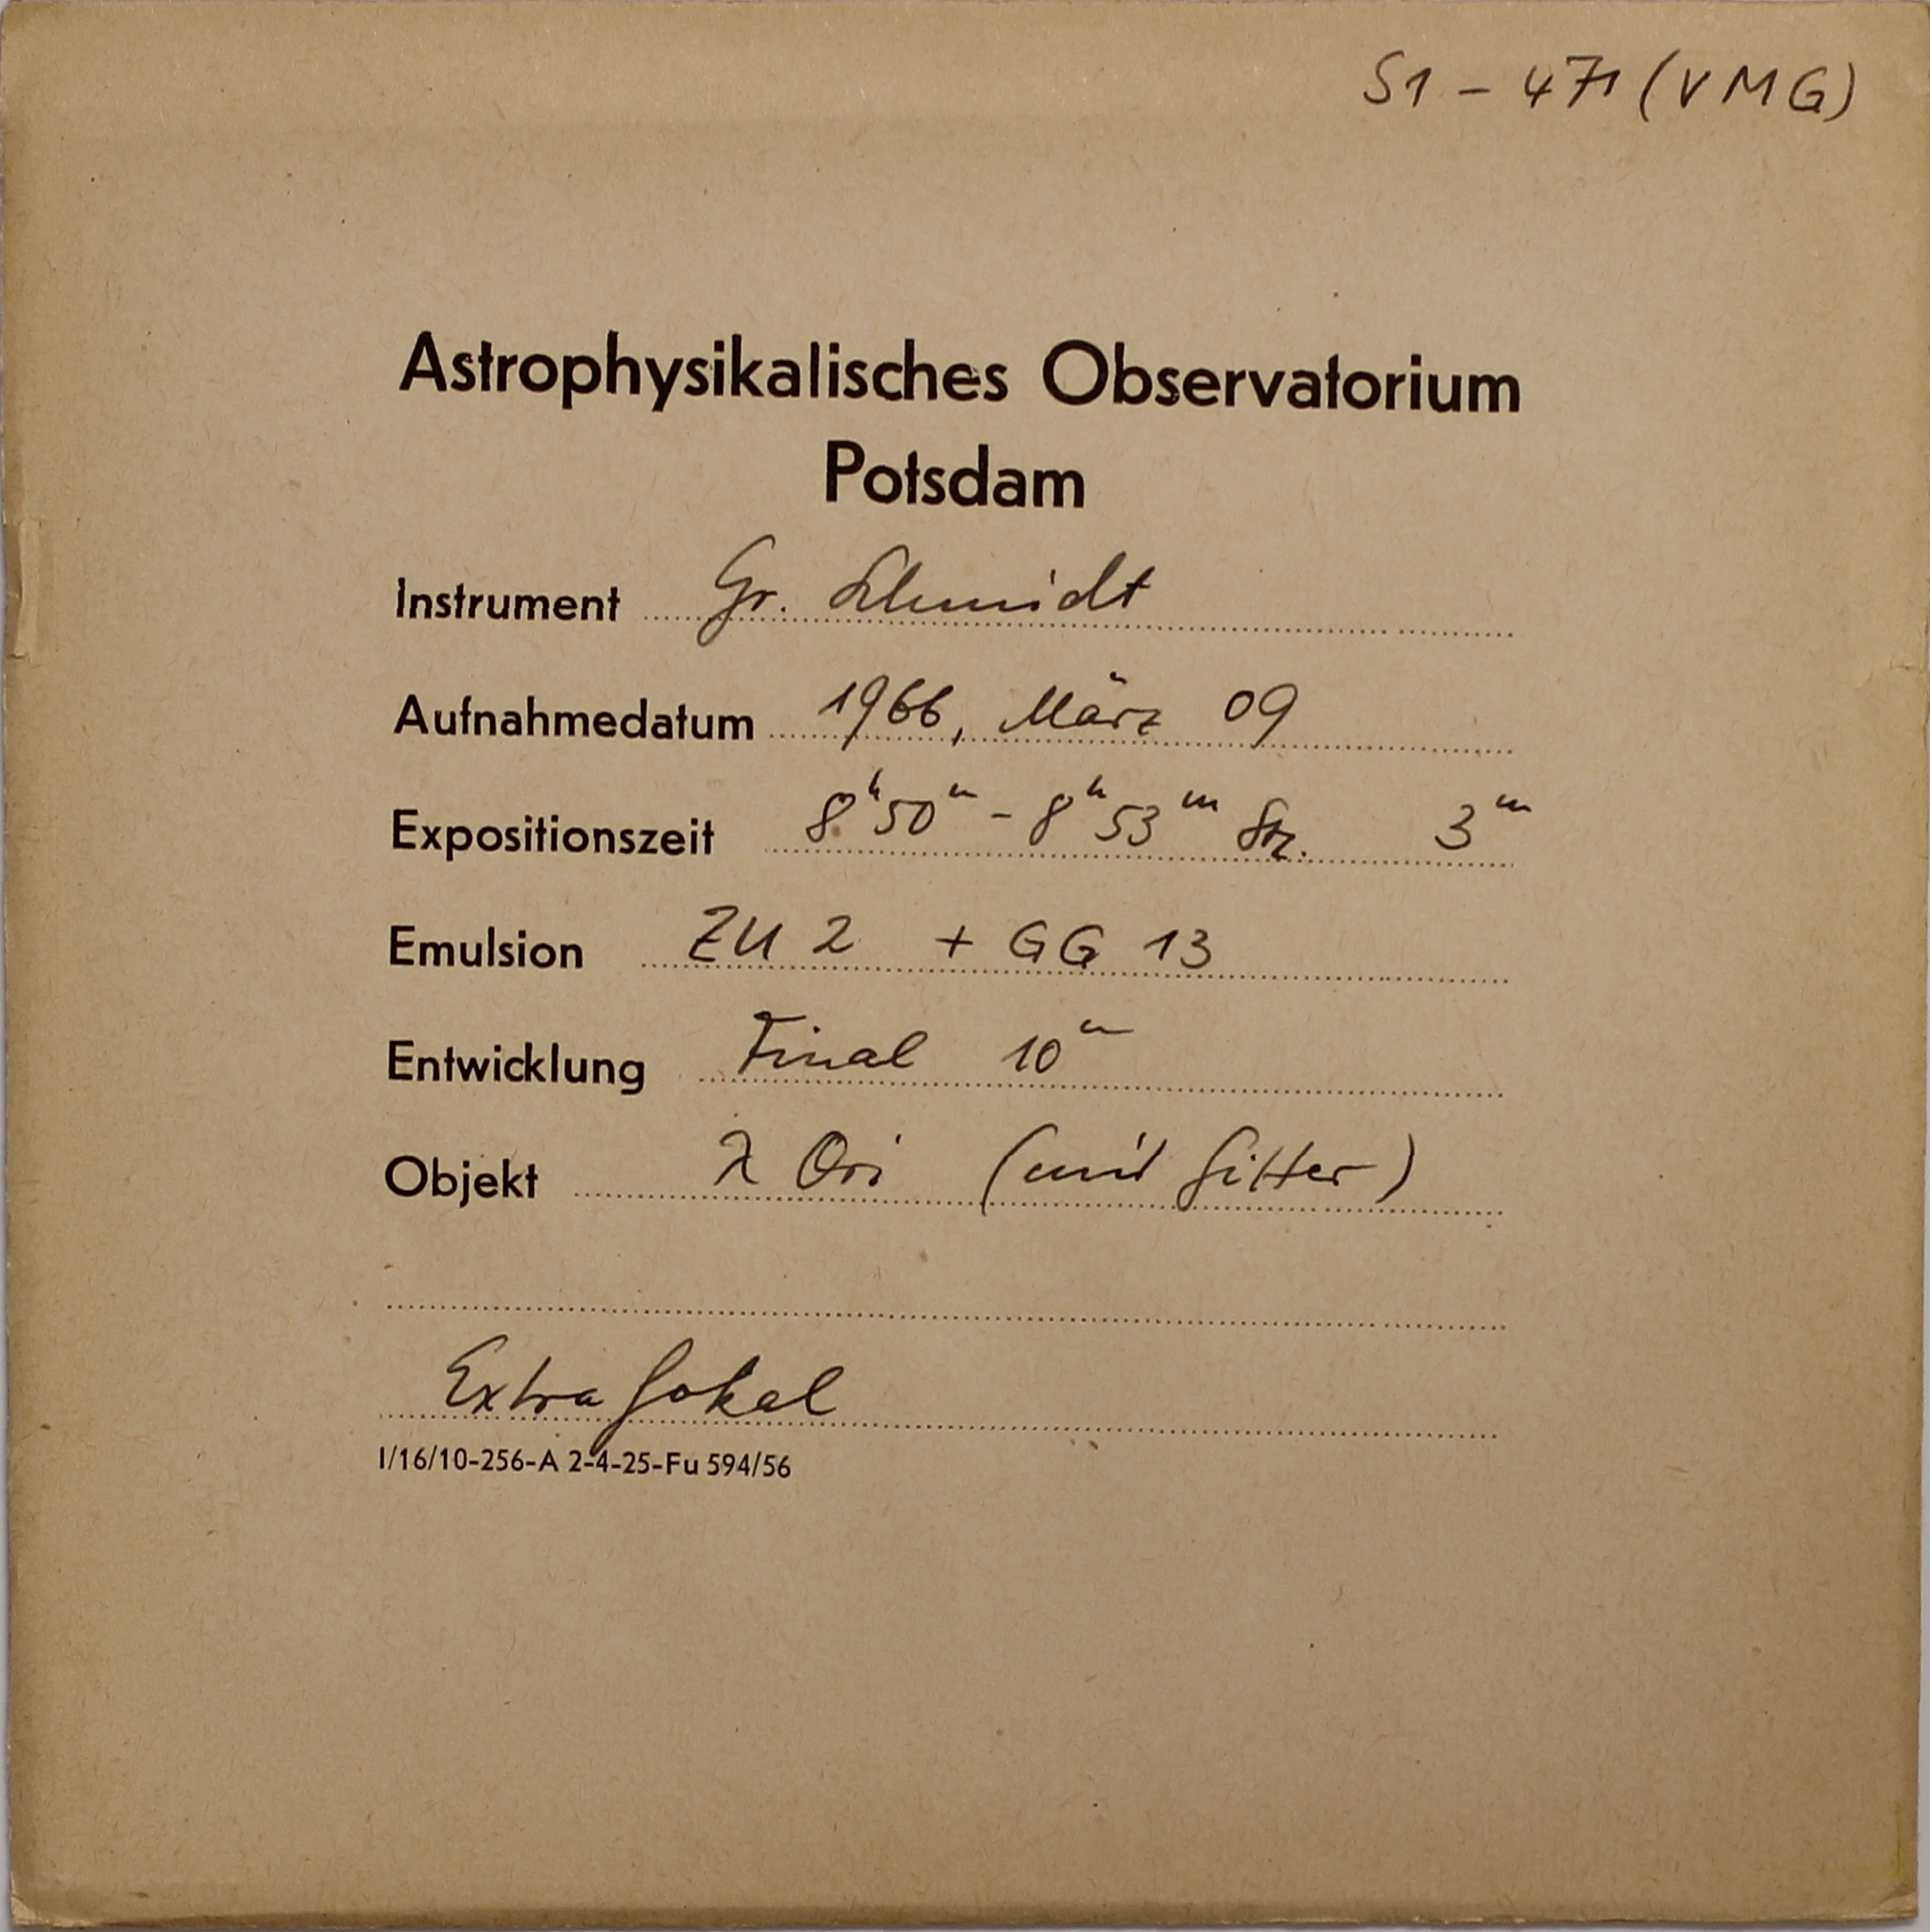 S1 - 471 (VMG)
Astrophysikalisches Observatorium
Potsdam
Instrument Gr. Schmidt
Aufnahmedatum 1966, März 09
Expositionszeit 8h50m - 8h53m Stz. 3m
Emulsion ZU 2 + GG 13
Entwicklung Final 10m
Objekt λ Ori (mit Gitter)
Extrafokal
I/16/10-256-A 2-4-25-Fu 594/56